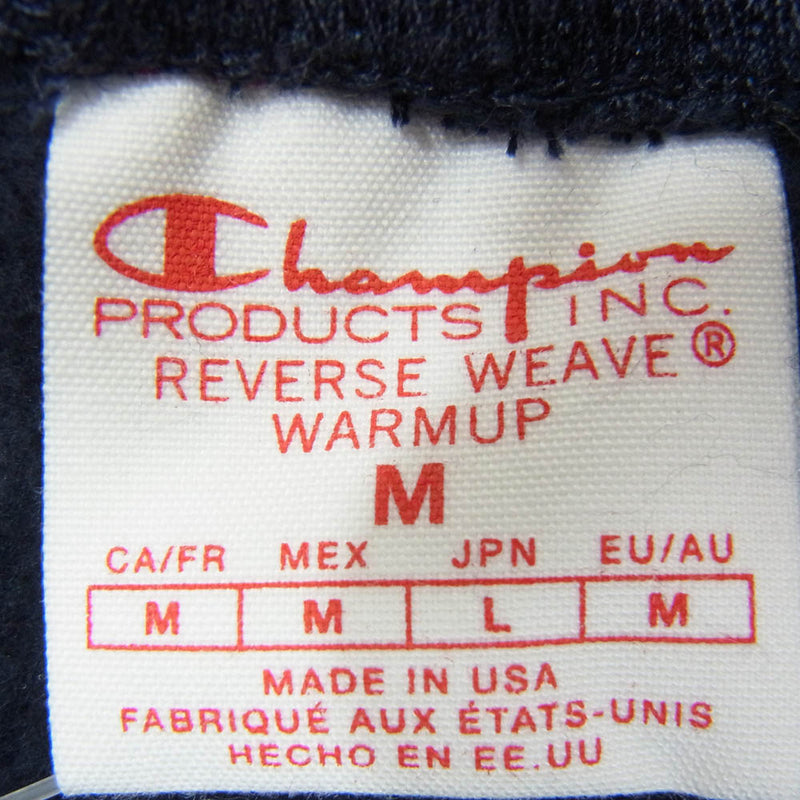 Champion
PRODUCTS INC.
REVERSE WEAVE®
WARMUP
M
CA/FR MEX JPN EU/AU
M M L M
MADE IN USA
FABRIQUÉ AUX ÉTATS-UNIS
HECHO EN EE.UU